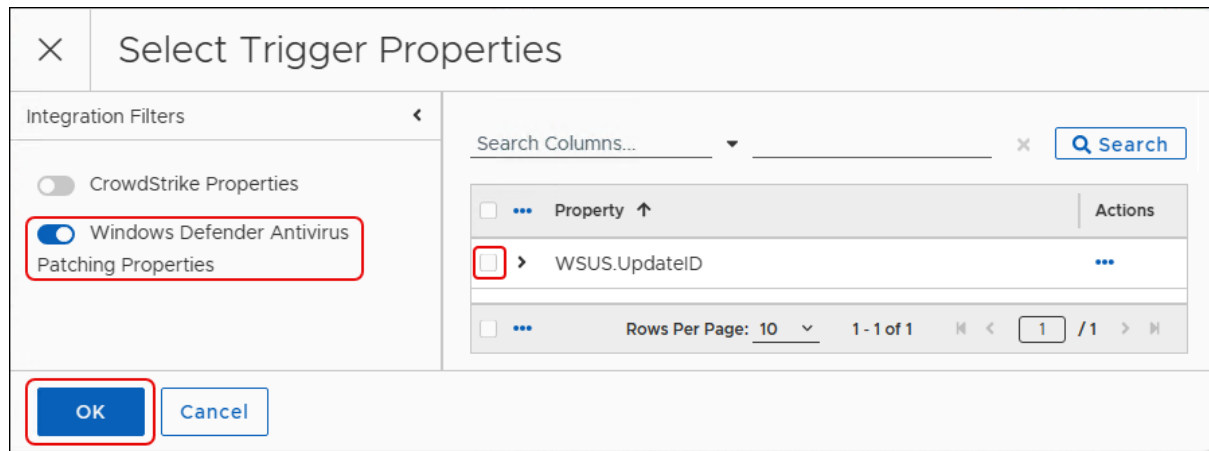 Select Trigger Properties
Integration Filters
CrowdStrike Properties
Windows Defender Antivirus
Patching Properties
Search Columns...
Search
Property
Actions
WSUS.UpdateID
Rows Per Page: 10
1 - 1 of 1
1 / 1
OK
Cancel